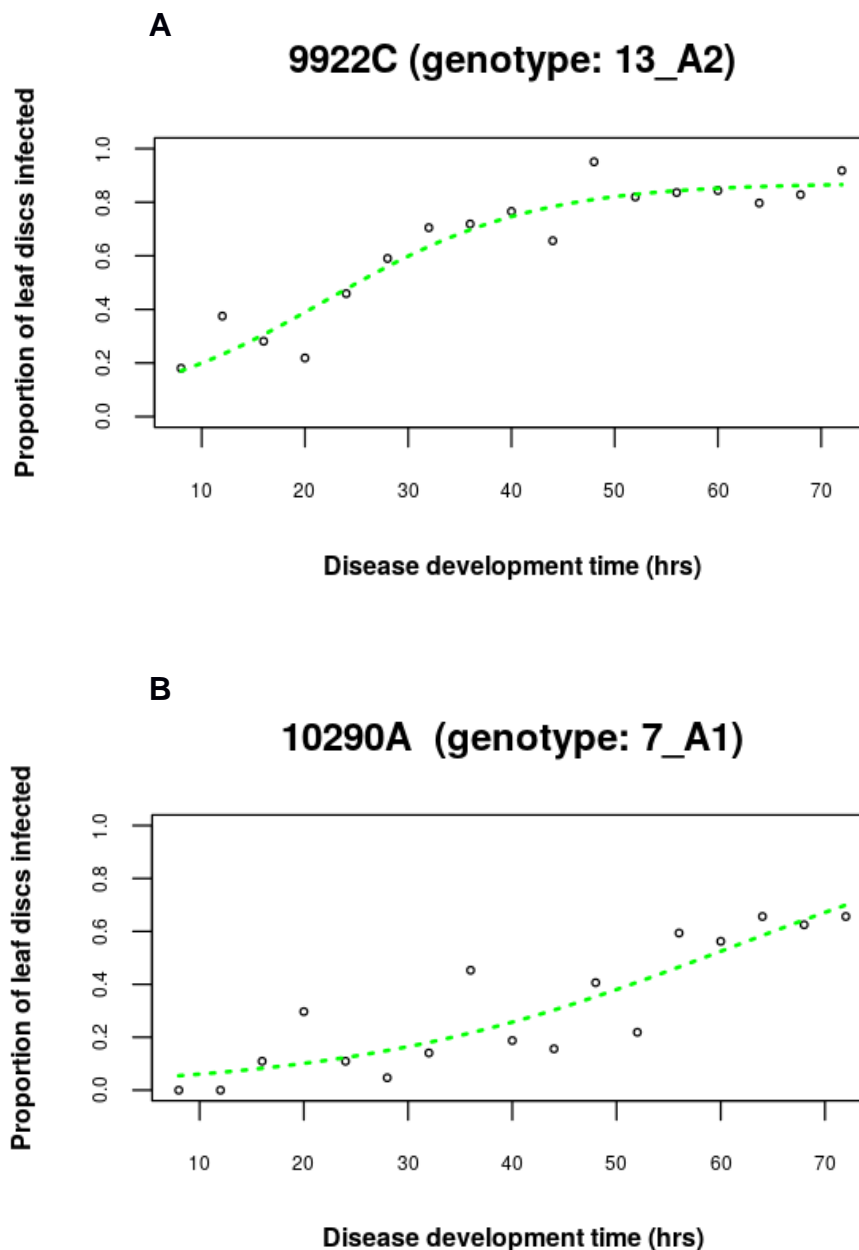 A
9922C (genotype: 13_A2)
Proportion of leaf discs infected
1.0
0.8
0.6
0.4
0.2
0.0
10 20 30 40 50 60 70
Disease development time (hrs)
B
10290A (genotype: 7_A1)
Proportion of leaf discs infected
1.0
0.8
0.6
0.4
0.2
0.0
10 20 30 40 50 60 70
Disease development time (hrs)